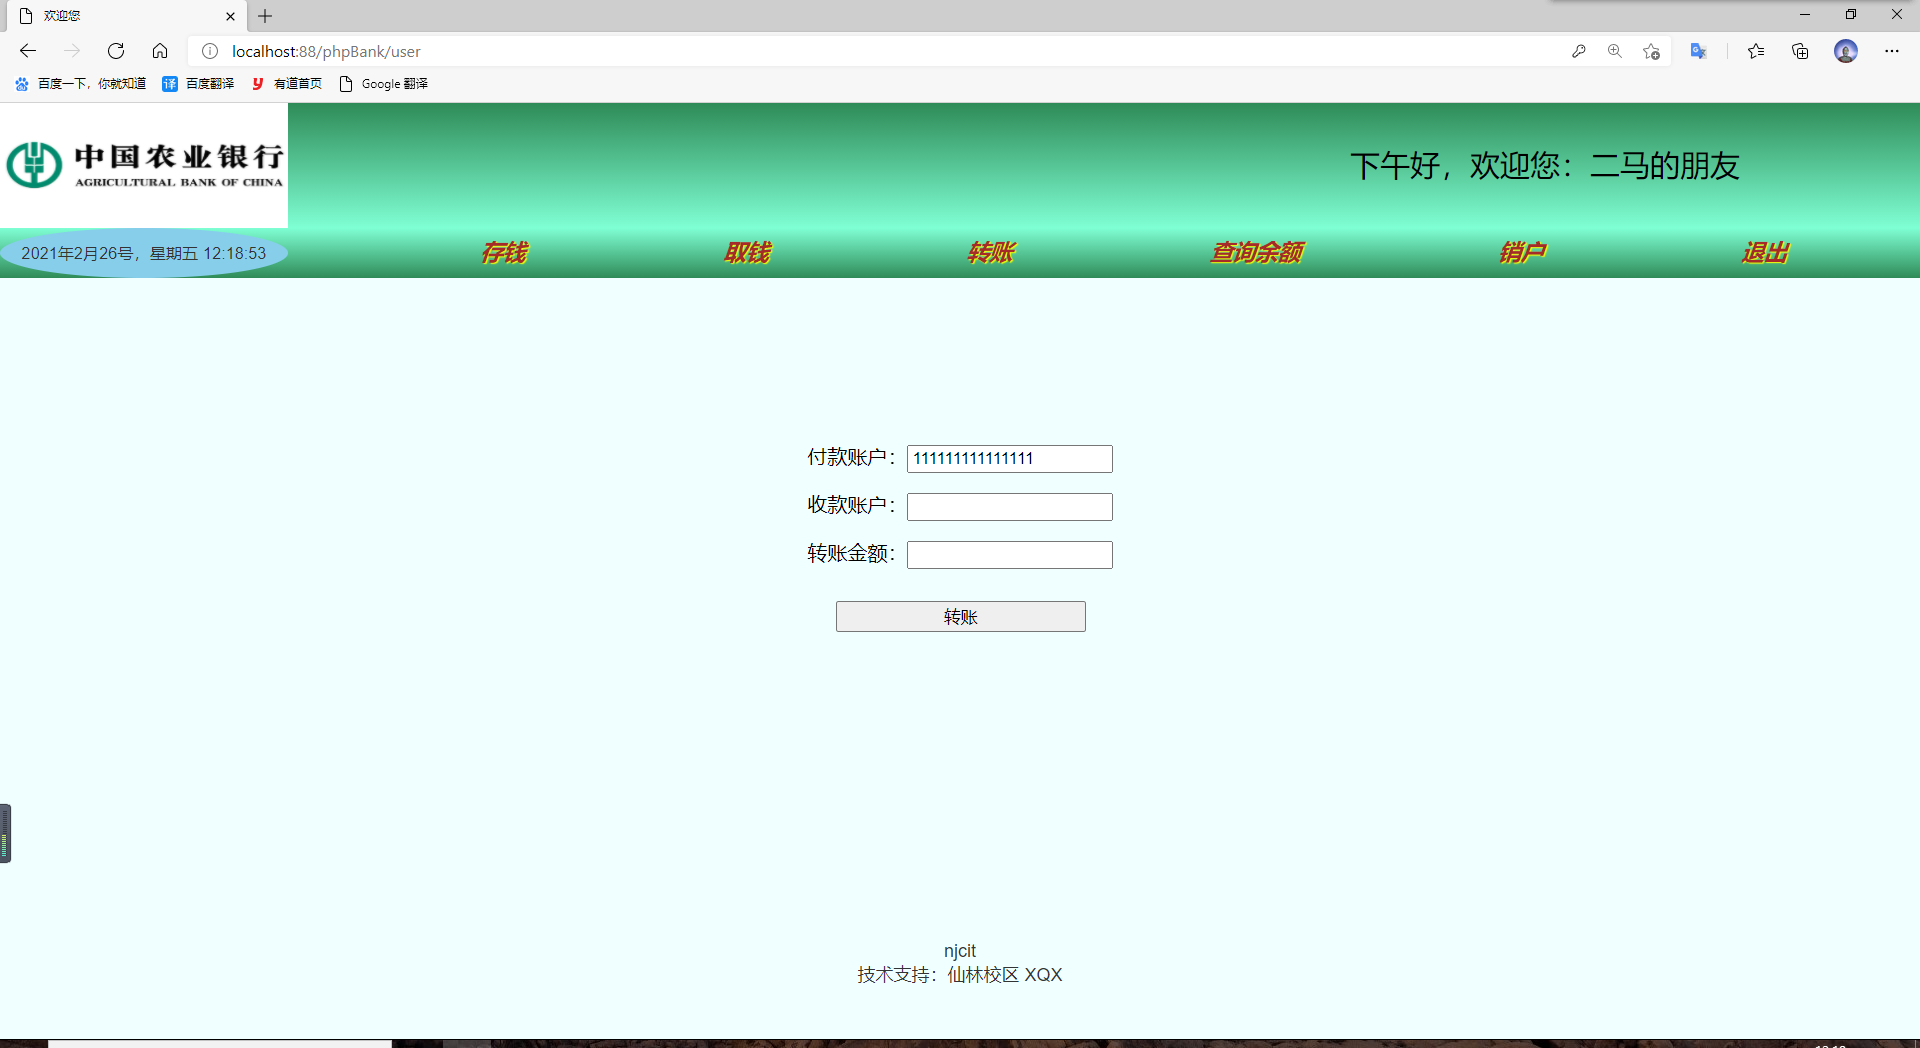 欢迎您
localhost:88/phpBank/user
百度一下，你就知道 译 百度翻译 y 有道首页 Google 翻译
中国农业银行
AGRICULTURAL BANK OF CHINA
下午好，欢迎您：二马的朋友
2021年2月26号，星期五 12:18:53 存钱 取钱 转账 查询余额 销户 退出
付款账户：111111111111111
收款账户：
转账金额：
转账
njcit
技术支持：仙林校区 XQX